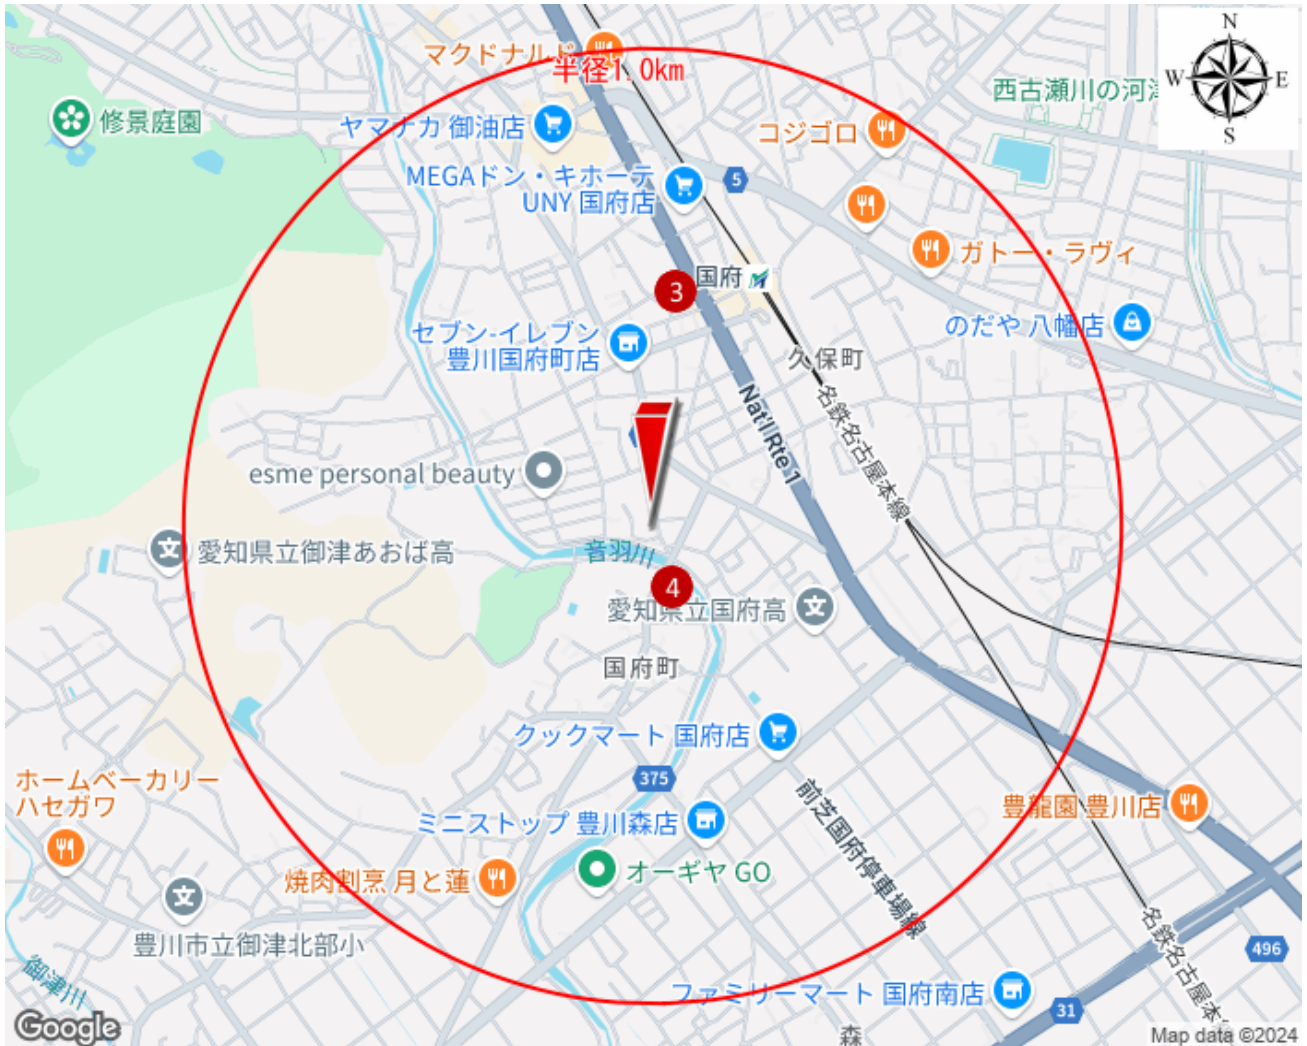 N
W
E
S
マクドナルド
半径1.0km
修景庭園
ヤマナカ 御油店
コジゴロ
西古瀬川の河津
MEGAドン・キホーテ
UNY 国府店
5
ガトー・ラヴィ
国府
3
のだや 八幡店
セブン-イレブン
豊川国府町店
久保町
Nat'l Rte 1
名鉄名古屋本線
esme personal beauty
愛知県立御津あおば高
音羽川
4
愛知県立国府高
国府町
クックマート 国府店
375
ホームベーカリー
ハセガワ
ミニストップ 豊川森店
前芝国府停車場線
豊龍園 豊川店
焼肉割烹 月と蓮
オーギヤ GO
豊川市立御津北部小
名鉄名古屋本線
496
御津川
ファミリーマート 国府南店
31
森
Google
Map data ©2024